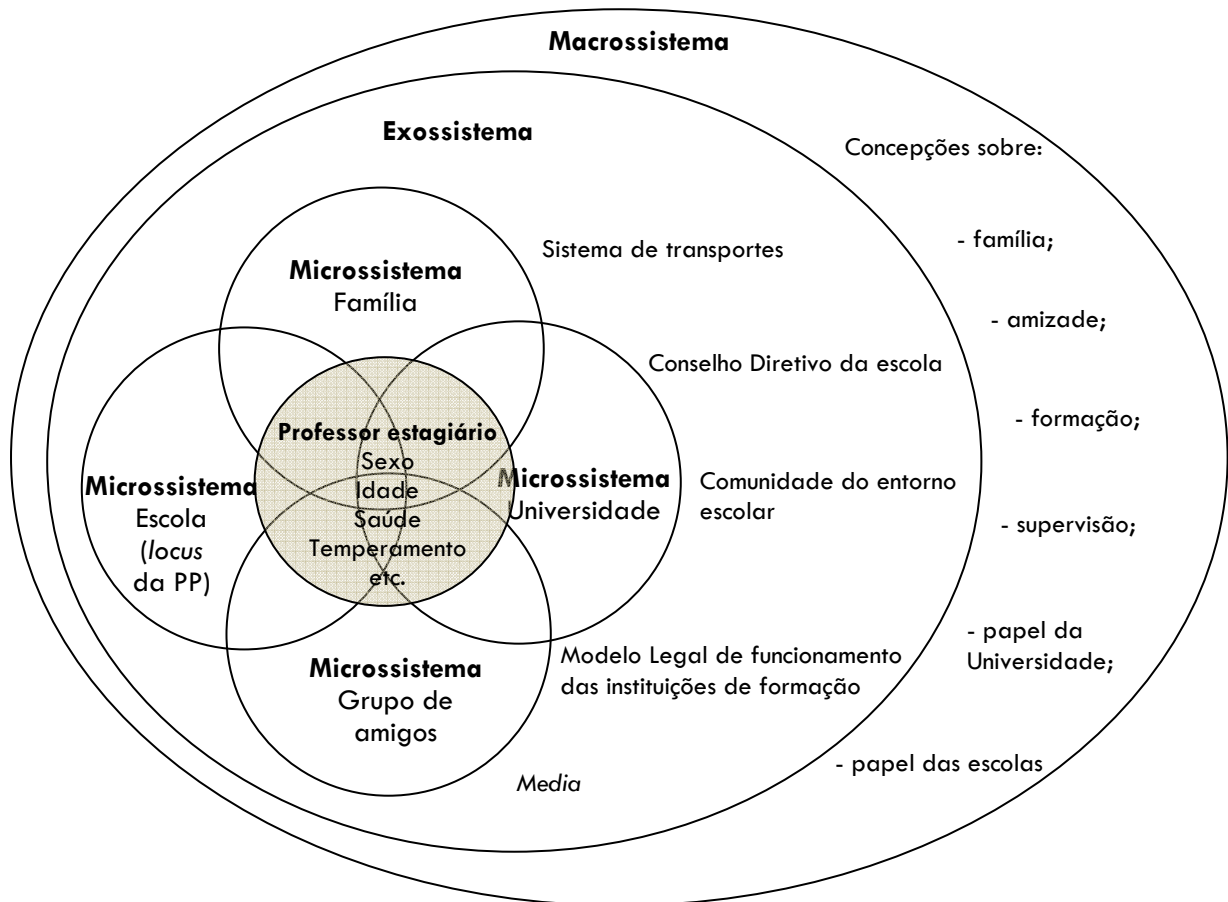 Macrossistema
Exossistema
Concepções sobre:
- família;
- amizade;
- formação;
- supervisão;
- papel da
Universidade;
- papel das escolas
Sistema de transportes
Conselho Diretivo da escola
Comunidade do entorno
escolar
Modelo Legal de funcionamento
das instituições de formação
Media
Microssistema
Família
Microssistema
Escola
(locus
da PP)
Professor estagiário
Sexo
Idade
Saúde
Temperamento
etc.
Microssistema
Universidade
Microssistema
Grupo de
amigos